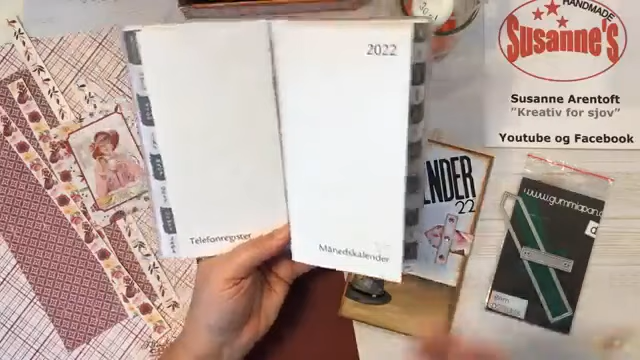 HANDMADE
Susanne's
Susanne Arentoft
"Kreativ for sjov"
Youtube og Facebook
2022
Telefonregister
Månedskalender
NDER
22
www.gummiapan.